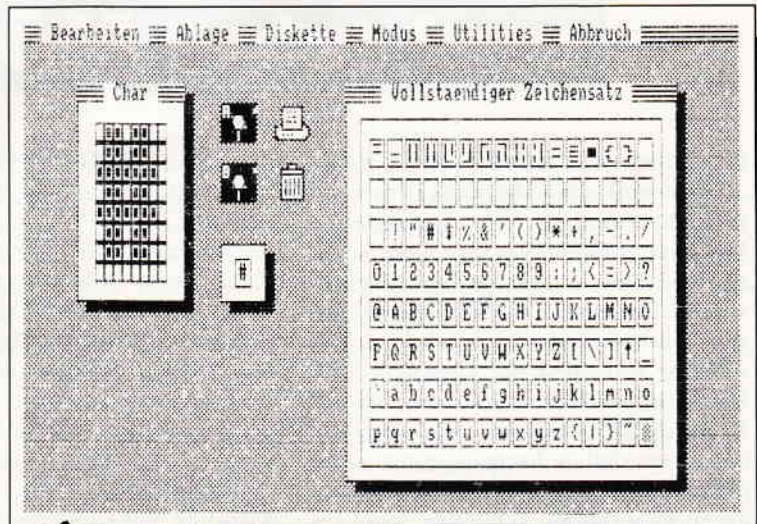 Bearbeiten Ablage Diskette Modus Utilities Abbruch
Char
Vollstaendiger Zeichensatz
{ }
! " # $ % & ' ( ) * + , - . /
0 1 2 3 4 5 6 7 8 9 : ; < = > ?
@ A B C D E F G H I J K L M N O
P Q R S T U V W X Y Z [ \ ] ↑ _
` a b c d e f g h i j k l m n o
p q r s t u v w x y z { | } ~
#